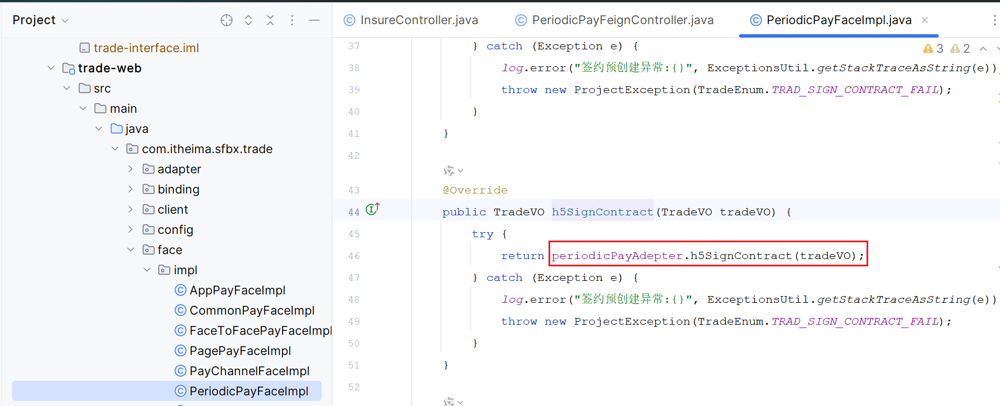 Project
trade-interface.iml
trade-web
src
main
java
com.itheima.sfbx.trade
adapter
binding
client
config
face
impl
AppPayFaceImpl
CommonPayFaceImpl
FaceToFacePayFaceImpl
PagePayFaceImpl
PayChannelFaceImpl
PeriodicPayFaceImpl
InsureController.java
PeriodicPayFeignController.java
PeriodicPayFaceImpl.java
3 2
37 } catch (Exception e) {
38 log.error("签约预创建异常:{}", ExceptionsUtil.getStackTraceAsString(e))
39 throw new ProjectException(TradeEnum.TRAD_SIGN_CONTRACT_FAIL);
40 }
41 }
42
43 @Override
44 public TradeVO h5SignContract(TradeVO tradeVO) {
45 try {
46 return periodicPayAdepter.h5SignContract(tradeVO);
47 } catch (Exception e) {
48 log.error("签约预创建异常:{}", ExceptionsUtil.getStackTraceAsString(e))
49 throw new ProjectException(TradeEnum.TRAD_SIGN_CONTRACT_FAIL);
50 }
51 }
52